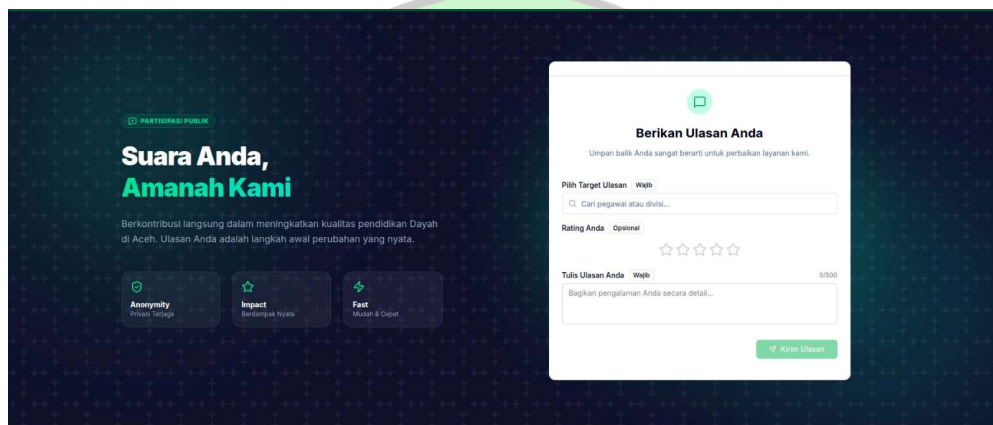 PARTISIPASI PUBLIK
Suara Anda,
Amanah Kami
Berkontribusi langsung dalam meningkatkan kualitas pendidikan Dayah
di Aceh. Ulasan Anda adalah langkah awal perubahan yang nyata.
Anonymity
Privasi Terjaga
Impact
Berdampak Nyata
Fast
Mudah & Cepat
Berikan Ulasan Anda
Umpan balik Anda sangat berarti untuk perbaikan layanan kami.
Pilih Target Ulasan Wajib
Cari pegawai atau divisi...
Rating Anda Opsional
Tulis Ulasan Anda Wajib 0/500
Bagikan pengalaman Anda secara detail...
Kirim Ulasan